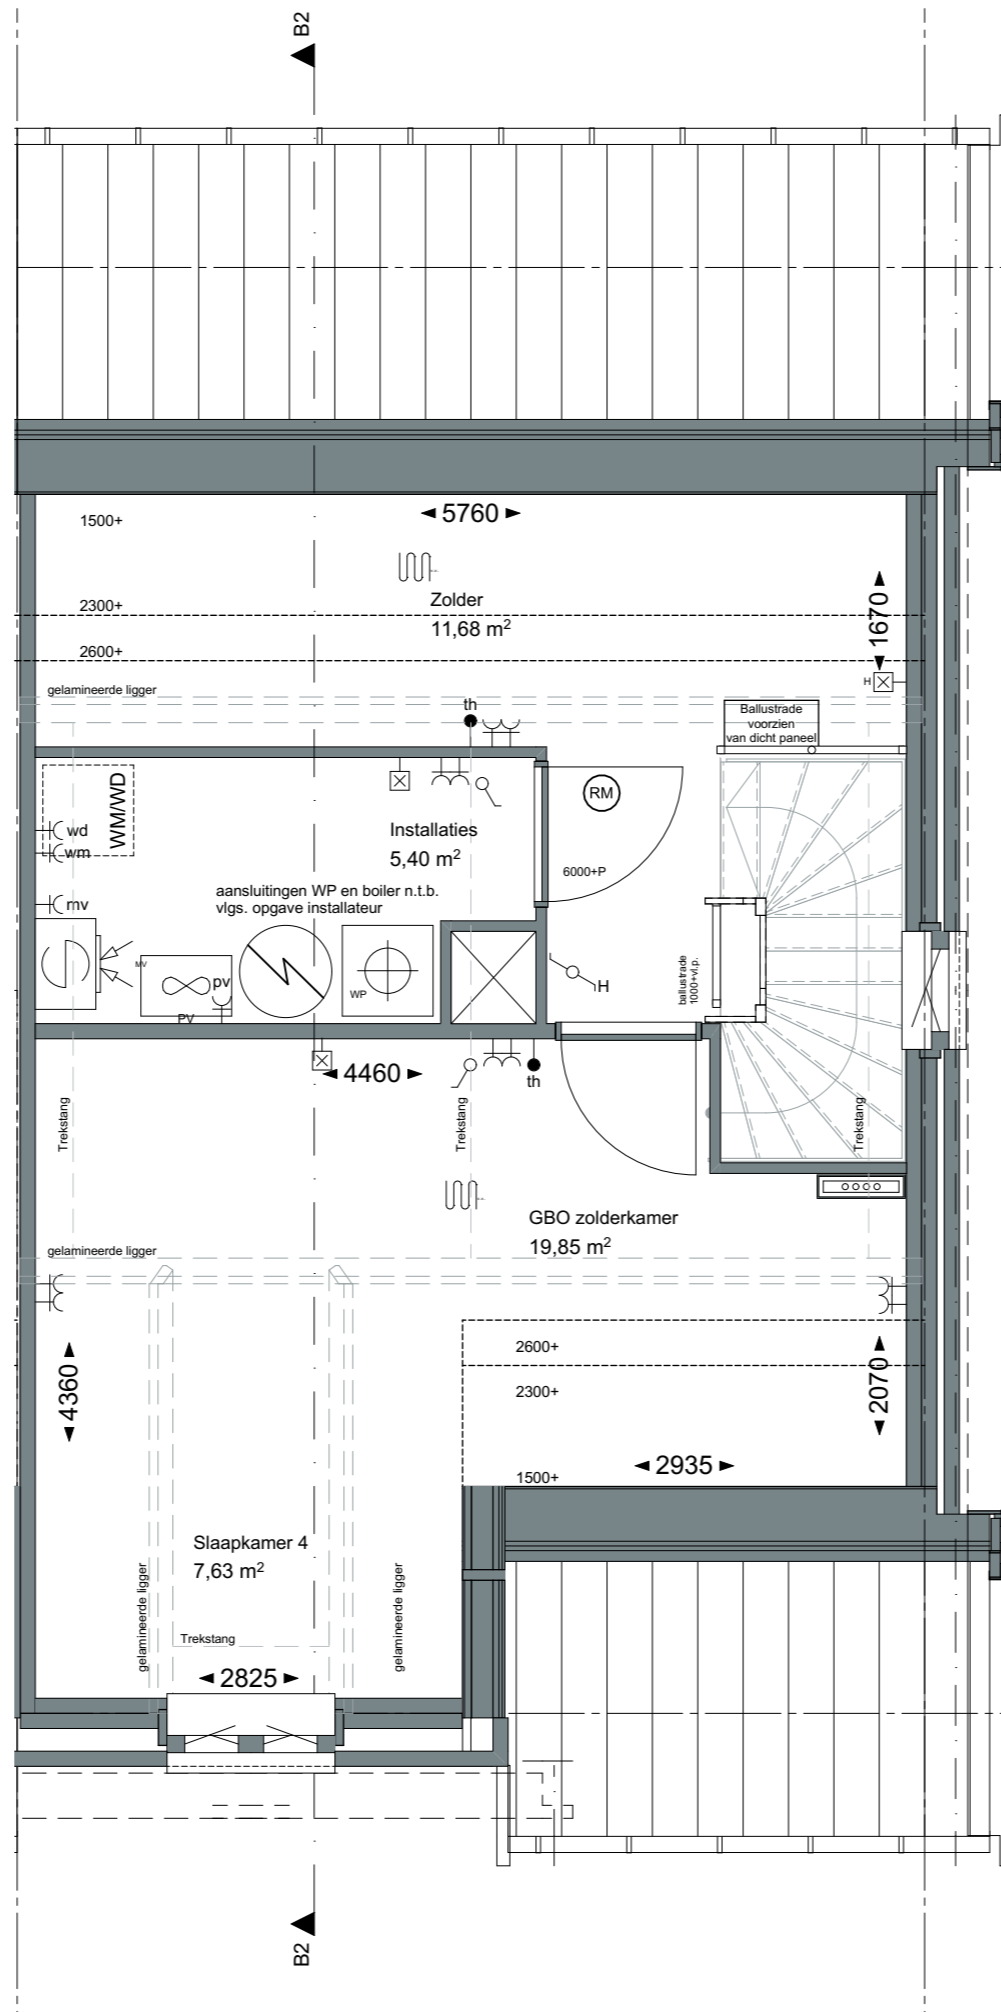 B2
1500+
◄ 5760 ►
2300+
Zolder
11,68 m²
◄ 1670 ►
2600+
H
gelamineerde ligger
th
Ballustrade
voorzien
van dicht paneel
WM/WD
RM
wd
wm
Installaties
5,40 m²
6000+P
aansluitingen WP en boiler n.t.b.
vlgs. opgave installateur
mv
MV
pv
PV
WP
H
ballustrade
1000+vl.p.
◄ 4460 ►
th
Trekstang
Trekstang
Trekstang
GBO zolderkamer
19,85 m²
gelamineerde ligger
2600+
◄ 4360 ►
2300+
◄ 2070 ►
◄ 2935 ►
1500+
Slaapkamer 4
7,63 m²
gelamineerde ligger
gelamineerde ligger
Trekstang
◄ 2825 ►
B2